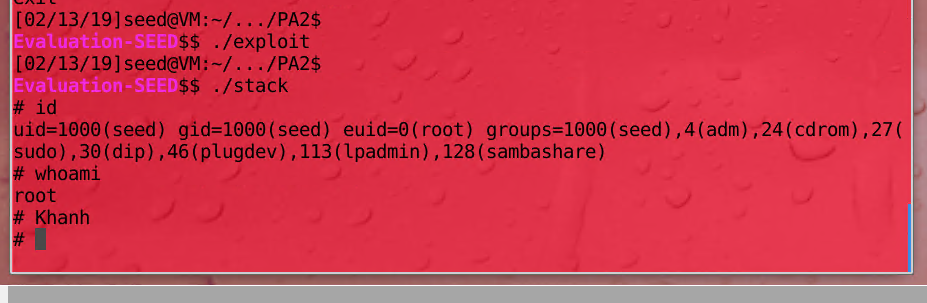 exit
[02/13/19]seed@VM:~/.../PA2$
Evaluation-SEED$$ ./exploit
[02/13/19]seed@VM:~/.../PA2$
Evaluation-SEED$$ ./stack
# id
uid=1000(seed) gid=1000(seed) euid=0(root) groups=1000(seed),4(adm),24(cdrom),27(
sudo),30(dip),46(plugdev),113(lpadmin),128(sambashare)
# whoami
root
# Khanh
#